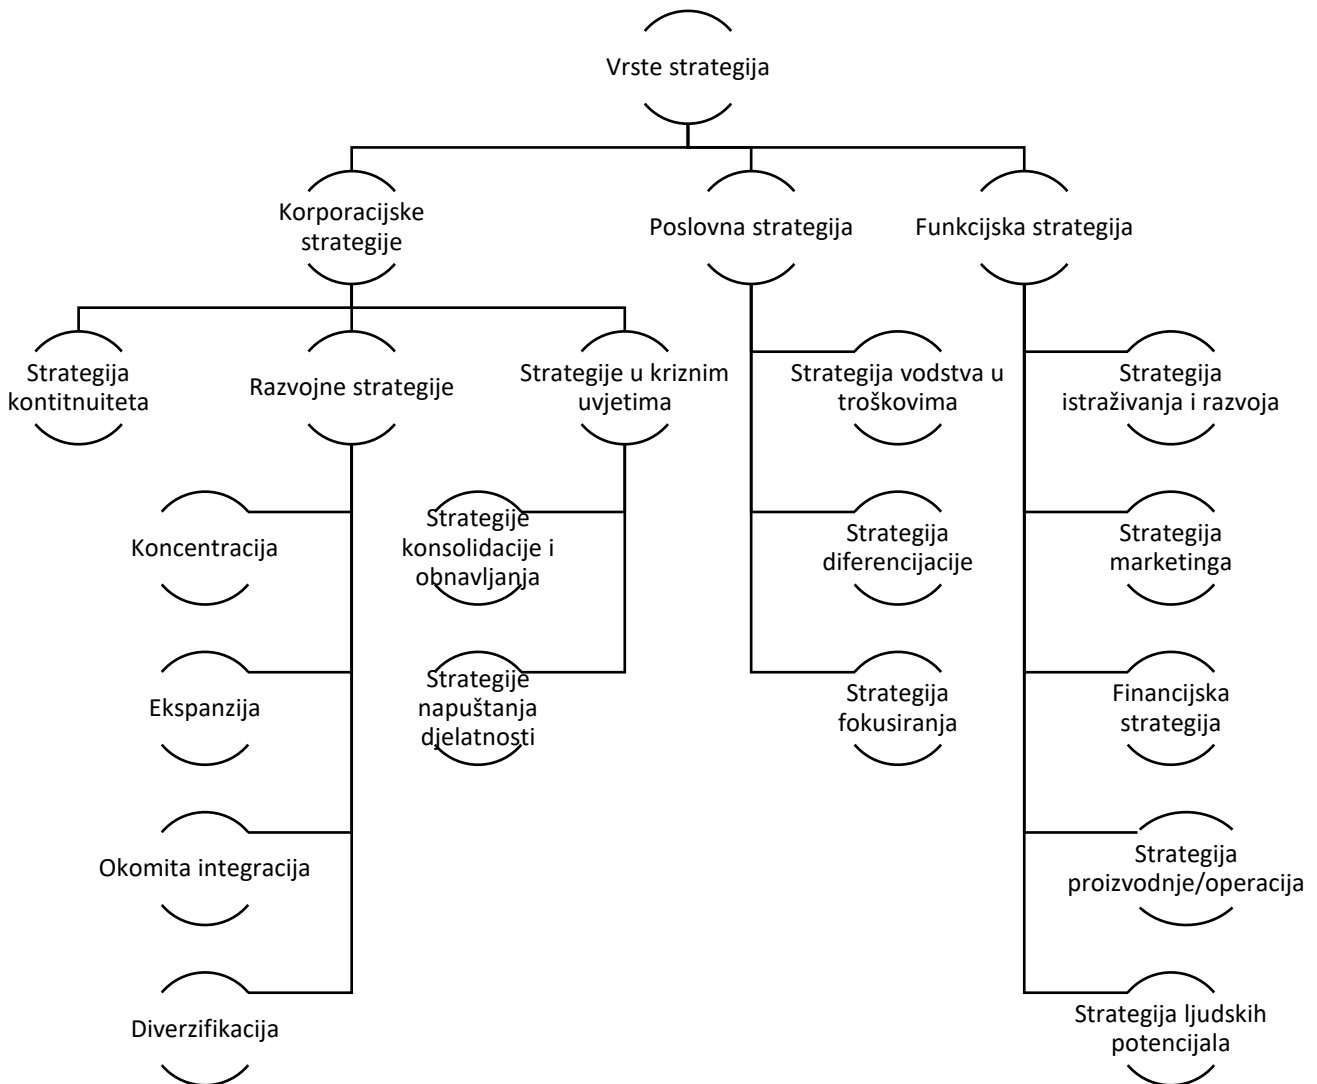 Vrste strategija
Korporacijske
strategije
Poslovna strategija
Funkcijska strategija
Strategija
kontitnuiteta
Razvojne strategije
Strategije u kriznim
uvjetima
Strategija vodstva u
troškovima
Strategija
istraživanja i razvoja
Koncentracija
Strategije
konsolidacije i
obnavljanja
Strategija
diferencijacije
Strategija
marketinga
Ekspanzija
Strategije
napuštanja
djelatnosti
Strategija
fokusiranja
Financijska
strategija
Okomita integracija
Strategija
proizvodnje/operacija
Diverzifikacija
Strategija ljudskih
potencijala